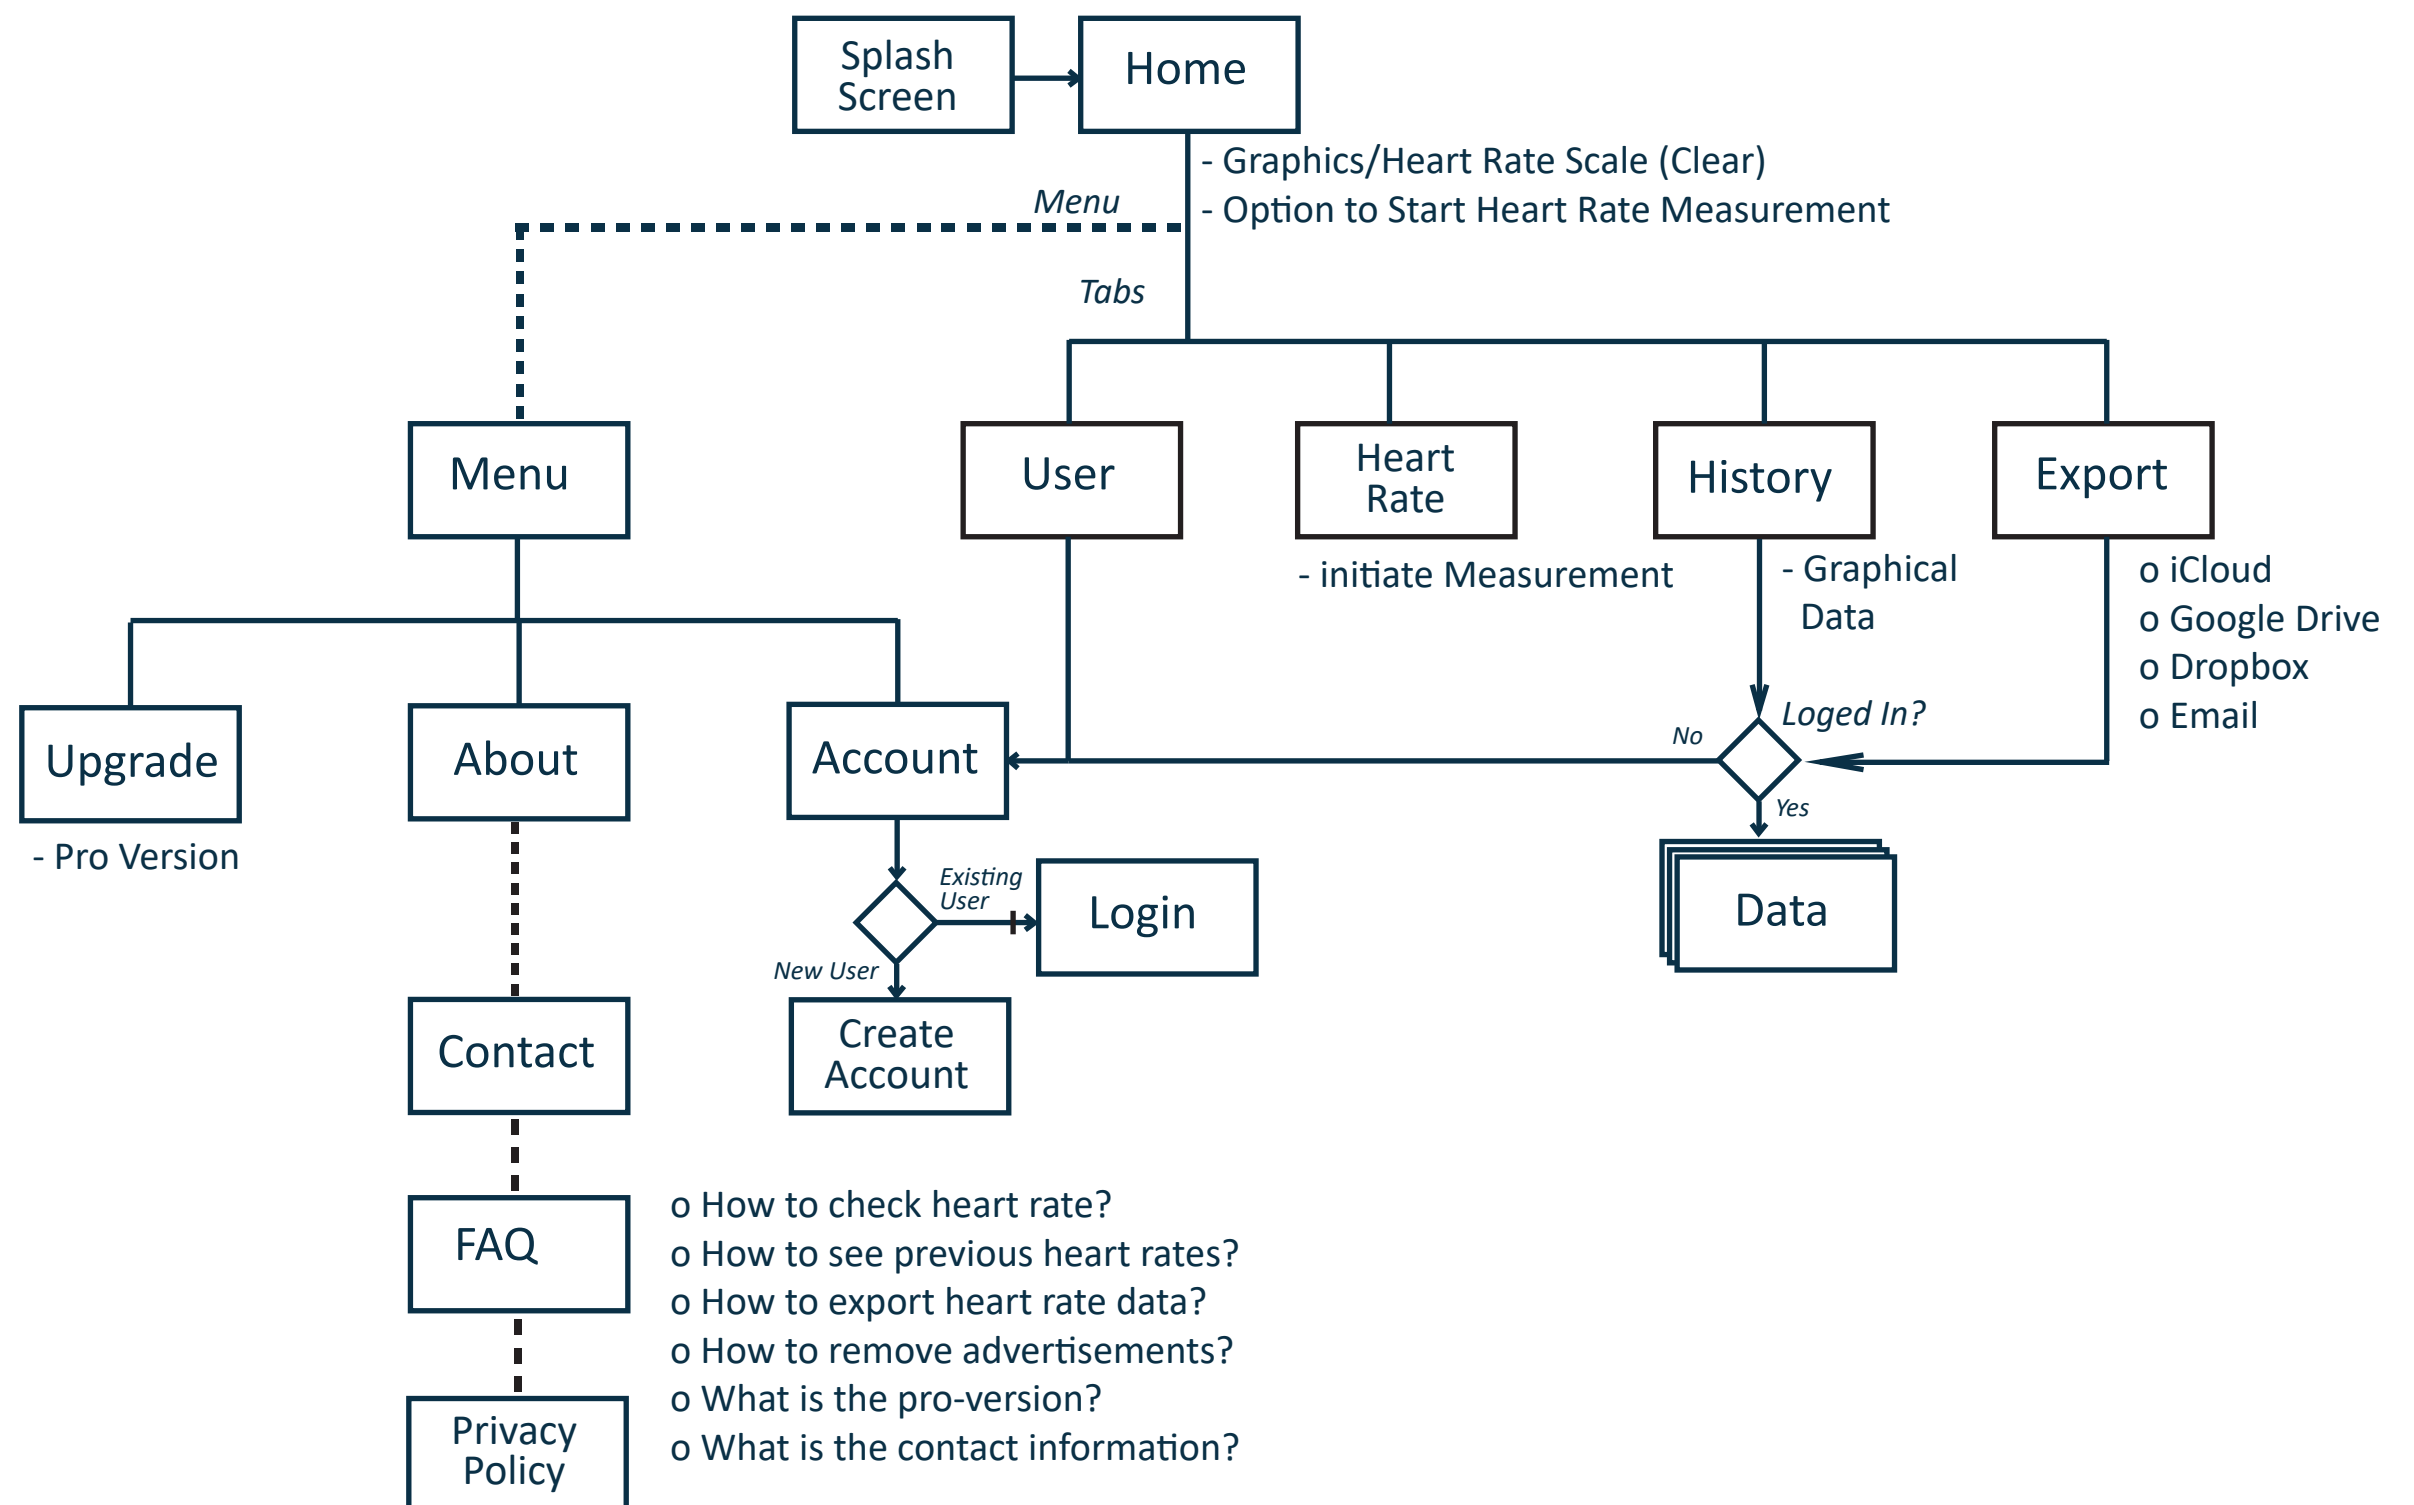 Splash
Screen
Home
- Graphics/Heart Rate Scale (Clear)
- Option to Start Heart Rate Measurement
Menu
Tabs
Menu
User
Heart
Rate
History
Export
- initiate Measurement
- Graphical
Data
o iCloud
o Google Drive
o Dropbox
o Email
Upgrade
- Pro Version
About
Account
No
Loged In?
Yes
Existing
User
Login
Data
New User
Create
Account
Contact
FAQ
o How to check heart rate?
o How to see previous heart rates?
o How to export heart rate data?
o How to remove advertisements?
o What is the pro-version?
o What is the contact information?
Privacy
Policy